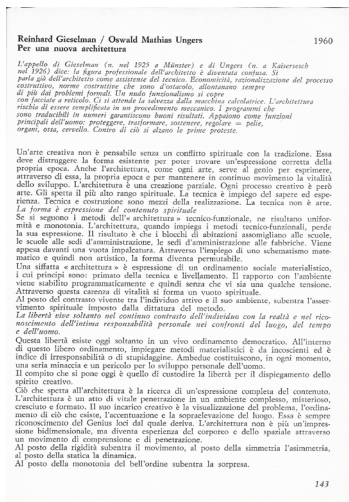 Reinhard Gieselman / Oswald Mathias Ungers 1960
Per una nuova architettura
L'appello di Gieselman (n. nel 1925 a Münster) e di Ungers (n. a Kaisersesch
nel 1926) dice: la figura professionale dell'architetto è diventata confusa. Si
parla già dell'architetto come assistente del tecnico. Economicità, razionalizzazione del processo
costruttivo, norme costruttive che sono d'ostacolo, allontanano sempre
di più dai problemi formali. Un nudo funzionalismo si copre
con facciate a reticolo. Ci si attende la salvezza dalla macchina calcolatrice. L'architettura
rischia di essere semplificata in un procedimento meccanico. I programmi che
sono traducibili in numeri garantiscono buoni risultati. Appaiono come funzioni
principali dell'uomo: proteggere, trasformare, sostenere, regolare = pelle,
organi, ossa, cervello. Contro di ciò si alzano le prime proteste.
Un'arte creativa non è pensabile senza un conflitto spirituale con la tradizione. Essa
deve distruggere la forma esistente per poter trovare un'espressione corretta della
propria epoca. Anche l'architettura, come ogni arte, serve al genio per esprimere,
attraverso di essa, la propria epoca e per mantenere in continuo movimento la vitalità
dello sviluppo. L'architettura è una creazione parziale. Ogni processo creativo è però
arte. Gli spetta il più alto rango spirituale. La tecnica è impiego del sapere ed espe-
rienza. Tecnica e costruzione sono mezzi della realizzazione. La tecnica non è arte.
La forma è espressione del contenuto spirituale
Se si seguono i metodi dell'« architettura » tecnico-funzionale, ne risultano unifor-
mità e monotonia. L'architettura, quando impiega i metodi tecnico-funzionali, perde
la sua espressione. Il risultato è che i blocchi di abitazioni assomigliano alle scuole,
le scuole alle sedi d'amministrazione, le sedi d'amministrazione alle fabbriche. Viene
appesa davanti una vuota impalcatura. Attraverso l'impiego di uno schematismo mate-
matico e quindi non artistico, la forma diventa permutabile.
Una siffatta « architettura » è espressione di un ordinamento sociale materialistico,
i cui principi sono: primato della tecnica e livellamento. Il rapporto con l'ambiente
viene stabilito programmaticamente e quindi senza che vi sia una qualche tensione.
Attraverso questa carenza di vitalità si forma un vuoto spirituale.
Al posto del contrasto vivente tra l'individuo attivo e il suo ambiente, subentra l'asser-
vimento spirituale imposto dalla dittatura del metodo.
La libertà vive soltanto nel continuo contrasto dell'individuo con la realtà e nel rico-
noscimento dell'intima responsabilità personale nei confronti del luogo, del tempo
e dell'uomo.
Questa libertà esiste oggi soltanto in un vivo ordinamento democratico. All'interno
di questo libero ordinamento, impiegare metodi materialistici è da incoscienti ed è
indice di irresponsabilità o di stupidaggine. Ambedue costituiscono, in ogni momento,
una seria minaccia e un pericolo per lo sviluppo personale dell'uomo.
Il compito che si pone oggi è quello di custodire la libertà per il dispiegamento dello
spirito creativo.
Ciò che spetta all'architettura è la ricerca di un'espressione completa del contenuto.
L'architettura è un atto di vitale penetrazione in un ambiente complesso, misterioso,
cresciuto e formato. Il suo incarico creativo è la visualizzazione del problema, l'ordina-
mento di ciò che esiste, l'accentuazione e la sopraelevazione del luogo. Essa è sempre
riconoscimento del Genius loci dal quale deriva. L'architettura non è più un'impres-
sione bidimensionale, ma diventa esperienza del corporeo e dello spaziale attraverso
un movimento di comprensione e di penetrazione.
Al posto della rigidità subentra il movimento, al posto della simmetria l'asimmetria,
al posto della statica la dinamica.
Al posto della monotonia del bell'ordine subentra la sorpresa.
143